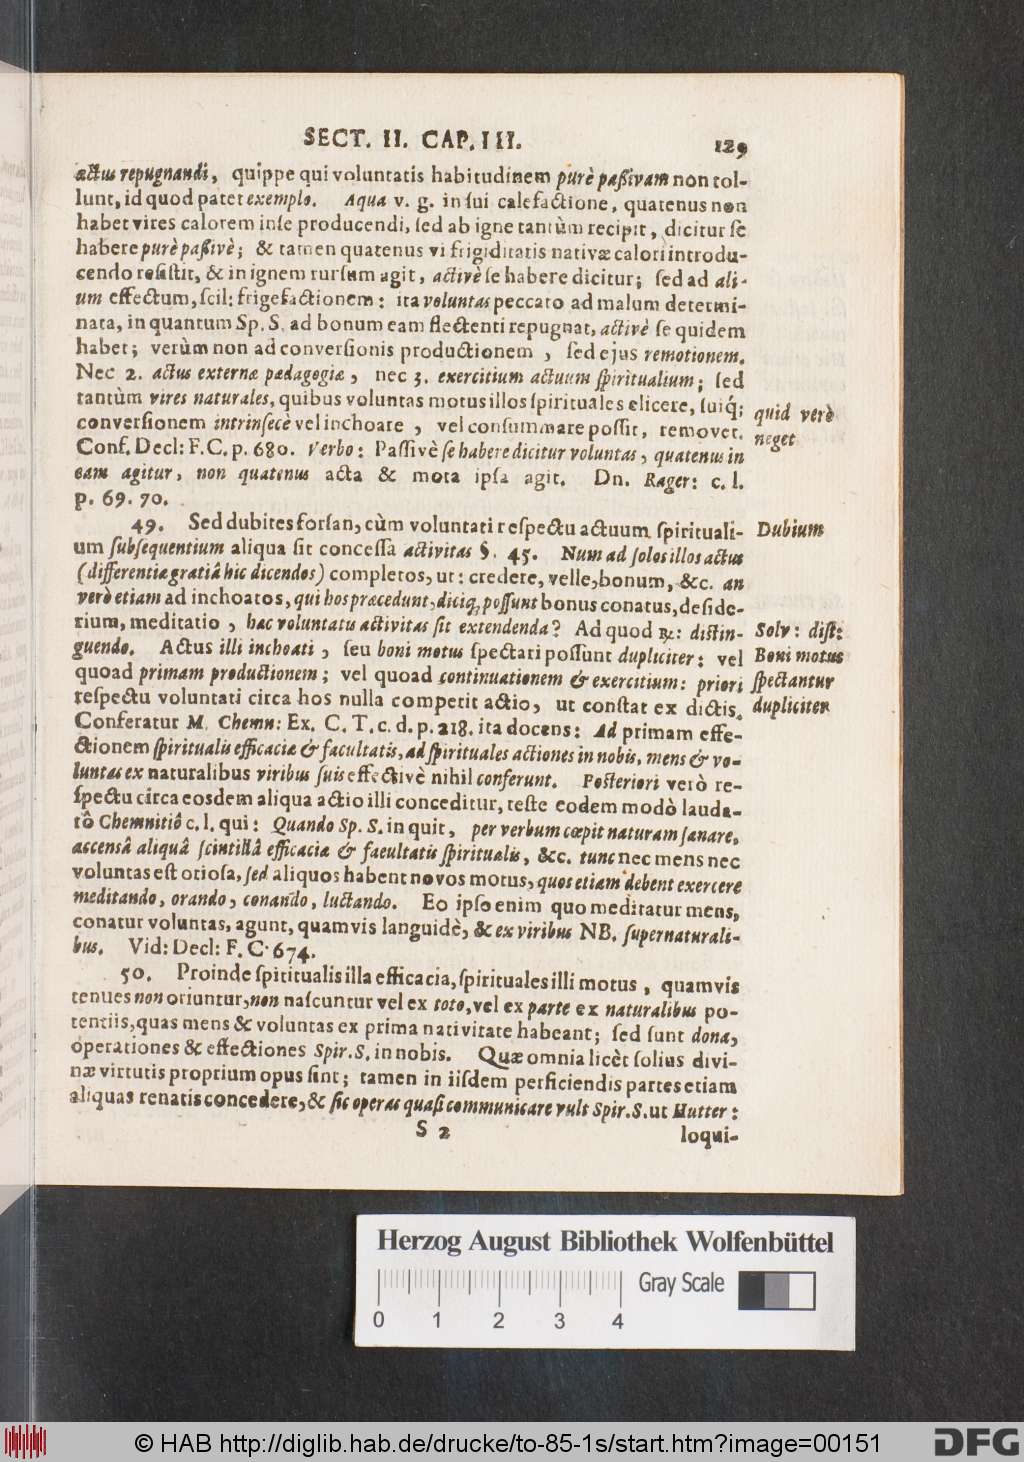 SECT. II. CAP. III. 129
actus repugnandi, quippe qui voluntatis habitudinem purè paſſivam non tol-
lunt, id quod patet exemplo. Aqua v. g. in ſui calefactione, quatenus non
habet vires calorem in ſe producendi, ſed ab igne tantùm recipit, dicitur ſe
habere purè paſſivè; & tamen quatenus vi frigiditatis nativæ calori introdu-
cendo reſiſtit, & in ignem rurſum agit, activè ſe habere dicitur; ſed ad ali-
um effectum, ſcil: frigefactionem: ita voluntas peccato ad malum determi-
nata, in quantum Sp. S. ad bonum eam flectenti repugnat, activè ſe quidem
habet; verùm non ad converſionis productionem, ſed ejus remotionem.
Nec 2. actus externæ pædagogiæ, nec 3. exercitium actuum ſpiritualium; ſed
tantùm vires naturales, quibus voluntas motus illos ſpirituales elicere, ſuiq́;
converſionem intrinſecè vel inchoare, vel conſummare poſſit, removet.
quid verè
neget
Conf. Decl: F. C. p. 680. Verbo: Paſſivè ſe habere dicitur voluntas, quatenus in
eam agitur, non quatenus acta & mota ipſa agit. Dn. Rager: c. l.
p. 69. 70.
49. Sed dubites forſan, cùm voluntati reſpectu actuum ſpirituali-
Dubium
um ſubſequentium aliqua ſit conceſſa activitas §. 45. Num ad ſolos illos actus
(differentiæ gratiâ hic dicendos) completos, ut: credere, velle, bonum, &c. an
verò etiam ad inchoatos, qui hos præcedunt, diciq; poſſunt bonus conatus, deſide-
rium, meditatio, hac voluntatis activitas ſit extendenda? Ad quod ℞: diſtin-
Solv: diſt:
guendo. Actus illi inchoati, ſeu boni motus ſpectari poſſunt dupliciter: vel
Boni motus
quoad primam productionem; vel quoad continuationem & exercitium: priori
ſpectantur
reſpectu voluntati circa hos nulla competit actio, ut conſtat ex dictis.
dupliciter
Conferatur M. Chemn: Ex. C. T. c. d. p. 218. ita docens: Ad primam effe-
ctionem ſpiritualis efficaciæ & facultatis, ad ſpirituales actiones in nobis, mens & vo-
luntas ex naturalibus viribus ſuis effectivè nihil conferunt. Poſteriori verò re-
ſpectu circa eosdem aliqua actio illi conceditur, teſte eodem modò lauda-
tô Chemnitiô c. l. qui: Quando Sp. S. in quit, per verbum cœpit naturam ſanare,
ascensâ aliquâ ſcintillâ efficaciæ & facultatis ſpiritualis, &c. tunc nec mens nec
voluntas eſt otioſa, ſed aliquos habent novos motus, quos etiam debent exercere
meditando, orando, conando, luctando. Eo ipſo enim quo meditatur mens,
conatur voluntas, agunt, quamvis languidè, & ex viribus NB. ſupernaturali-
bus. Vid: Decl: F. C. 674.
50. Proinde ſpiritualis illa efficacia, ſpirituales illi motus, quamvis
tenues non oriuntur, non naſcuntur vel ex toto, vel ex parte ex naturalibus po-
tentiis, quas mens & voluntas ex prima nativitate habeant; ſed ſunt dona,
operationes & effectiones Spir. S. in nobis. Quæ omnia licèt ſolius divi-
næ virtutis proprium opus ſint; tamen in iiſdem perficiendis partes etiam
aliquas renatis concedere, & ſic operas quaſi communicare vult Spir. S. ut Hutter:
S 2 loqui-
Herzog August Bibliothek Wolfenbüttel
Gray Scale
0 1 2 3 4
© HAB http://diglib.hab.de/drucke/to-85-1s/start.htm?image=00151 DFG